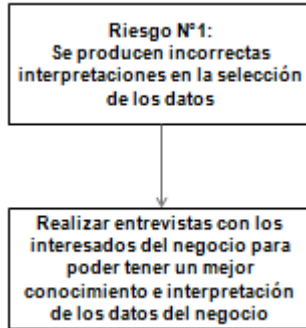 Riesgo N°1:
Se producen incorrectas
interpretaciones en la selección
de los datos
Realizar entrevistas con los
interesados del negocio para
poder tener un mejor
conocimiento e interpretación
de los datos del negocio